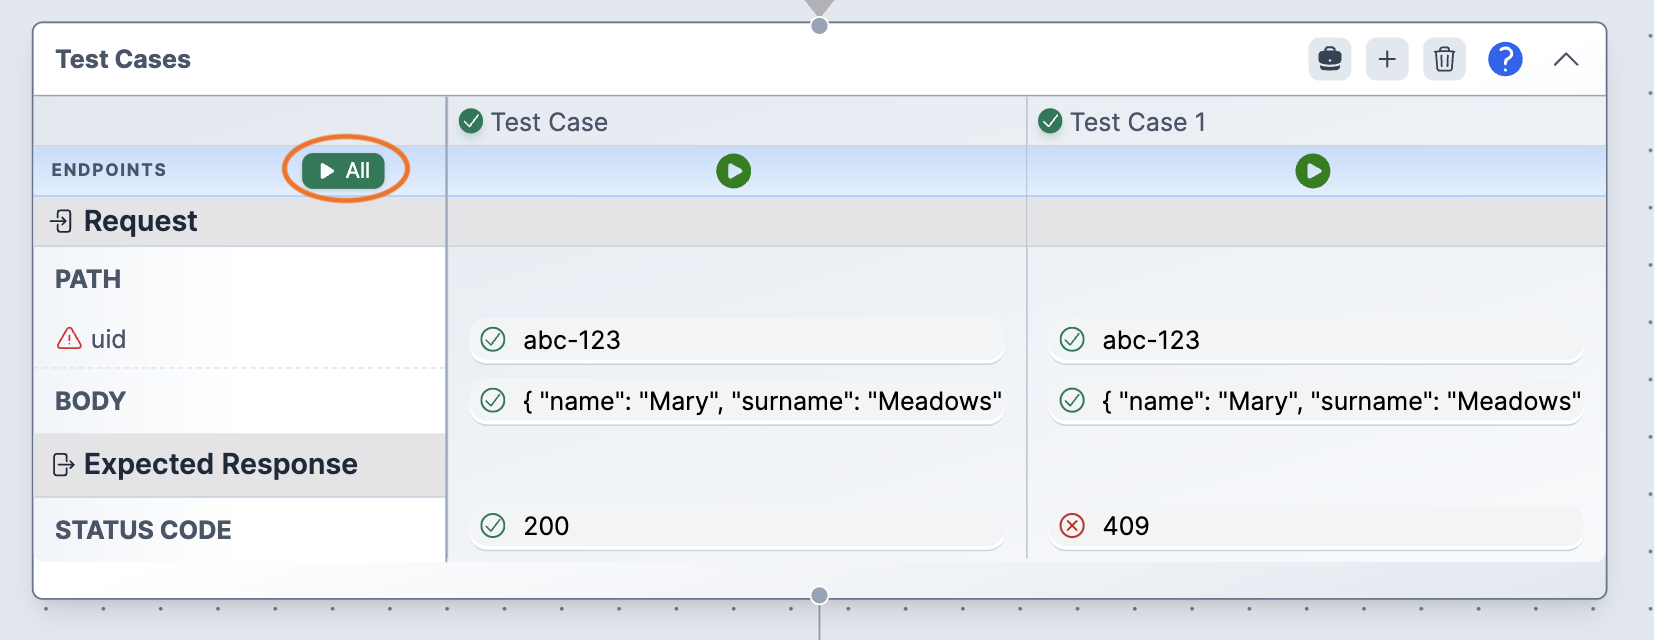 Test Cases
?
Test Case
Test Case 1
ENDPOINTS
All
Request
PATH
uid
abc-123
abc-123
BODY
{ "name": "Mary", "surname": "Meadows"
{ "name": "Mary", "surname": "Meadows"
Expected Response
STATUS CODE
200
409